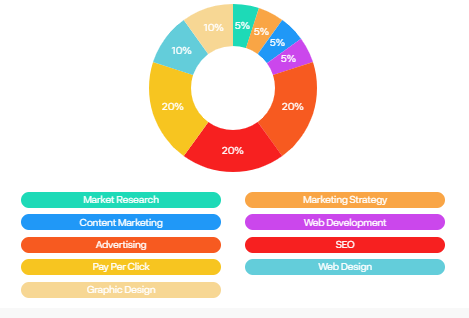 10%
5%
5%
5%
5%
10%
20%
20%
20%
Market Research
Marketing Strategy
Content Marketing
Web Development
Advertising
SEO
Pay Per Click
Web Design
Graphic Design